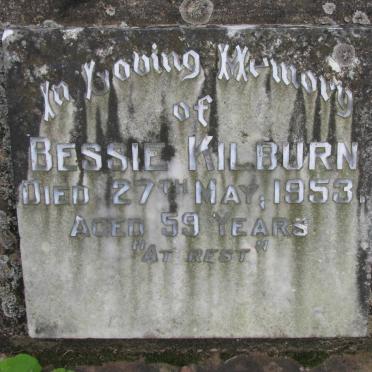 In Loving Memory
of
BESSIE KILBURN
DIED 27TH MAY, 1953.
AGED 59 YEARS.
"AT REST"